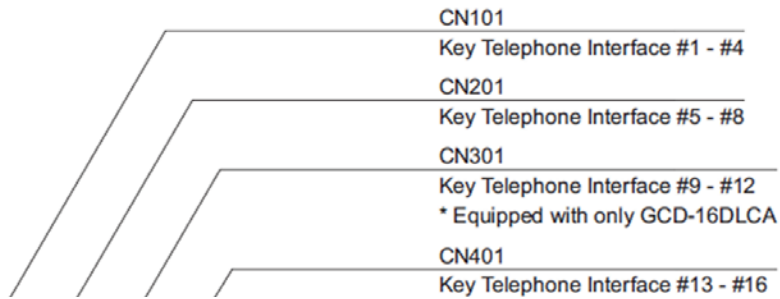 CN101
Key Telephone Interface #1 - #4
CN201
Key Telephone Interface #5 - #8
CN301
Key Telephone Interface #9 - #12
* Equipped with only GCD-16DLCA
CN401
Key Telephone Interface #13 - #16